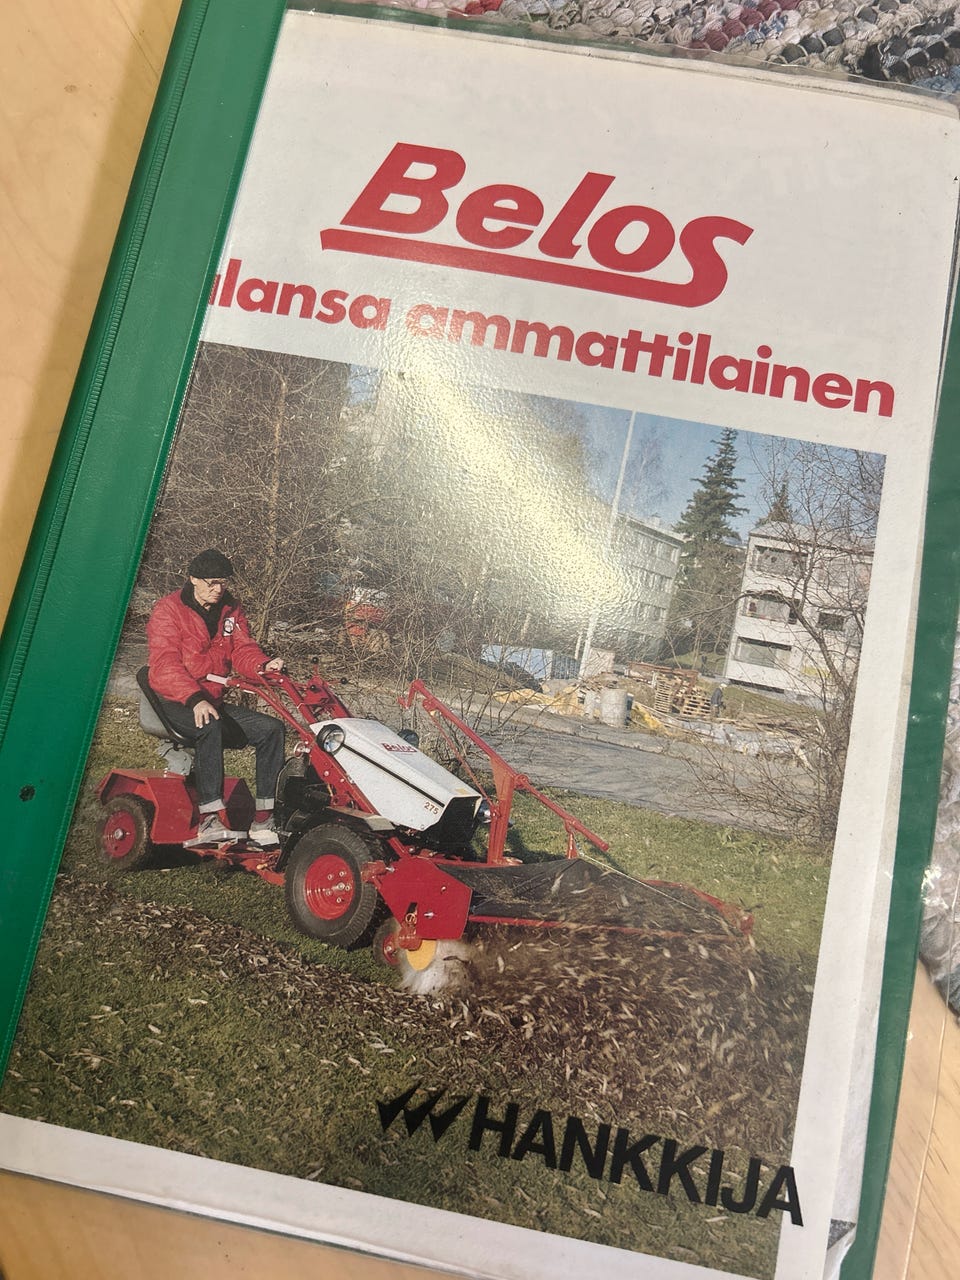 Belos
alansa ammattilainen
Belos
275
HANKKIJA